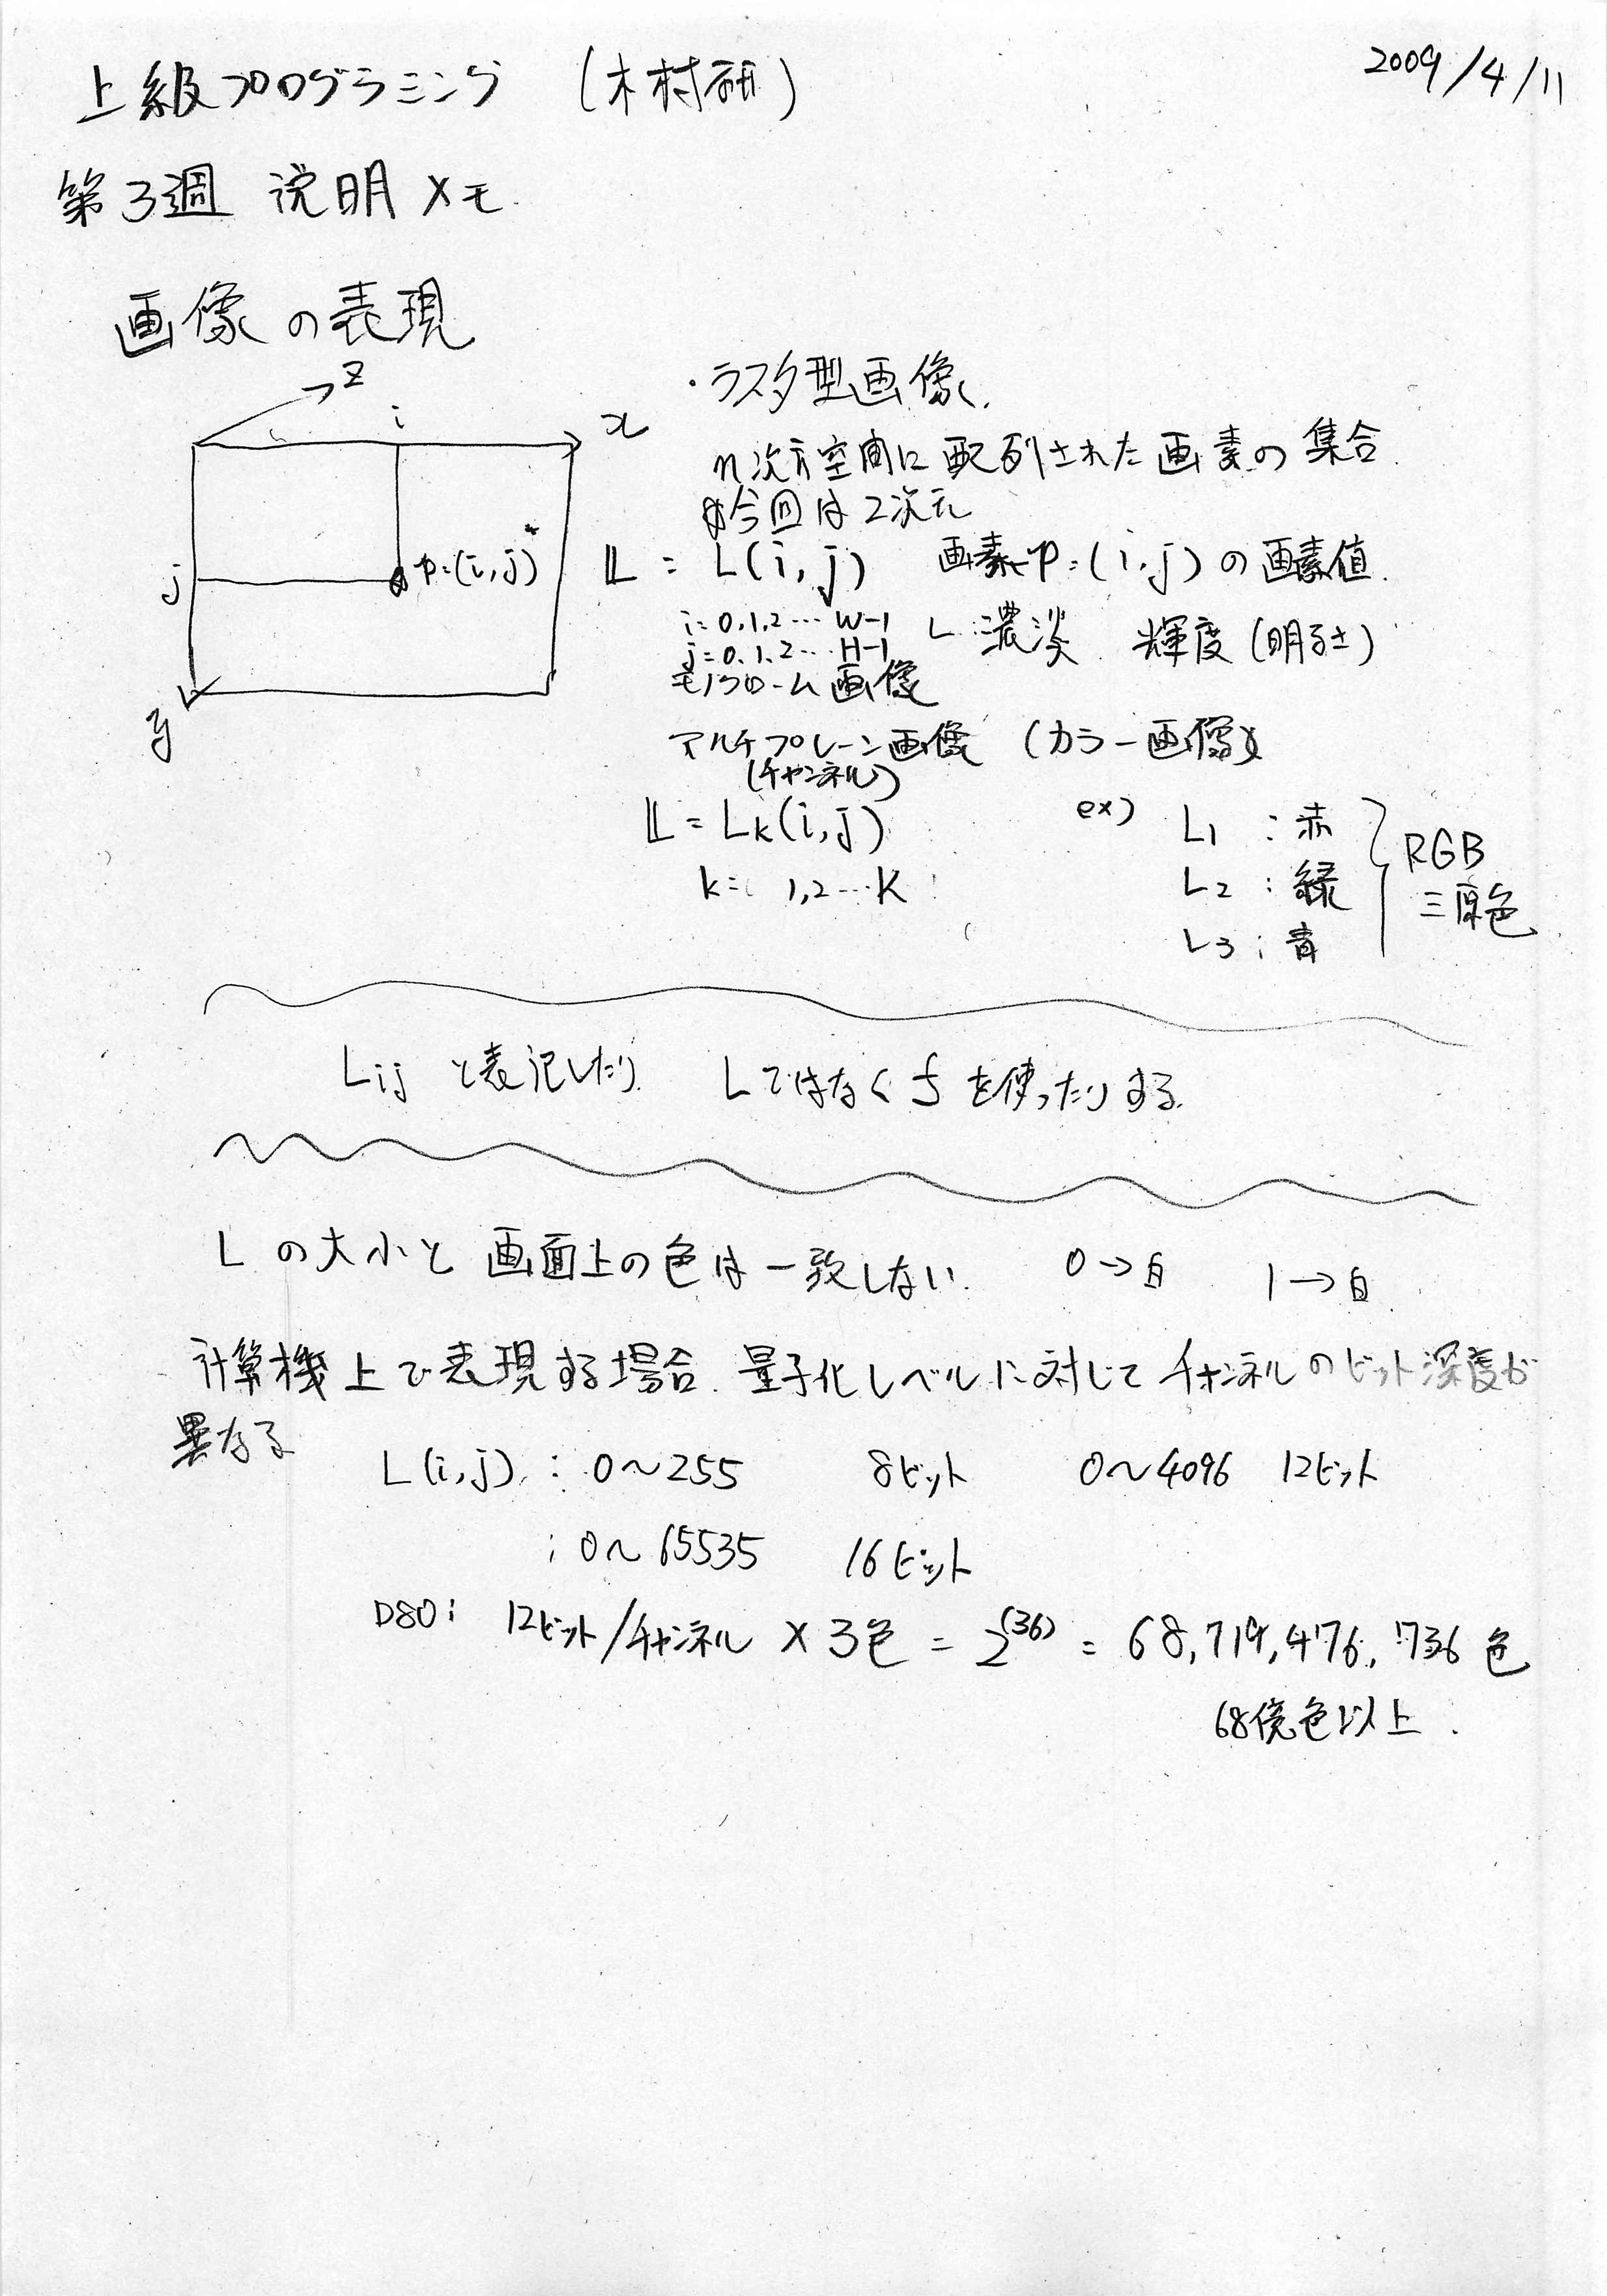 2009/4/11
上級プログラミング (木村研)
第3週 説明メモ
画像の表現
z
i
x
j
p:(i,j)
y
・ラスタ型画像
n次元空間に配列された画素の集合
今回は2次元
𝕃 = L(i,j) 画素p:(i,j)の画素値
i=0,1,2…W-1
j=0,1,2…H-1
L:濃淡 輝度(明るさ)
モノクローム画像
マルチプレーン画像 (カラー画像)
(チャンネル)
𝕃 = Lk(i,j)
k= 1,2…K
ex) L1 : 赤
L2 : 緑
L3 : 青
RGB
三原色
Lij と表記したり Lではなく f を使ったりする.
L の大小と 画面上の色は一致しない. 0→白 1→白
計算機上で表現する場合. 量子化レベルに対してチャンネルのビット深度が
異なる
L(i,j) : 0〜255 8ビット 0〜4096 12ビット
: 0〜65535 16ビット
D80: 12ビット/チャンネル × 3色 = 2^(36) = 68,719,476,736 色
68億色以上.